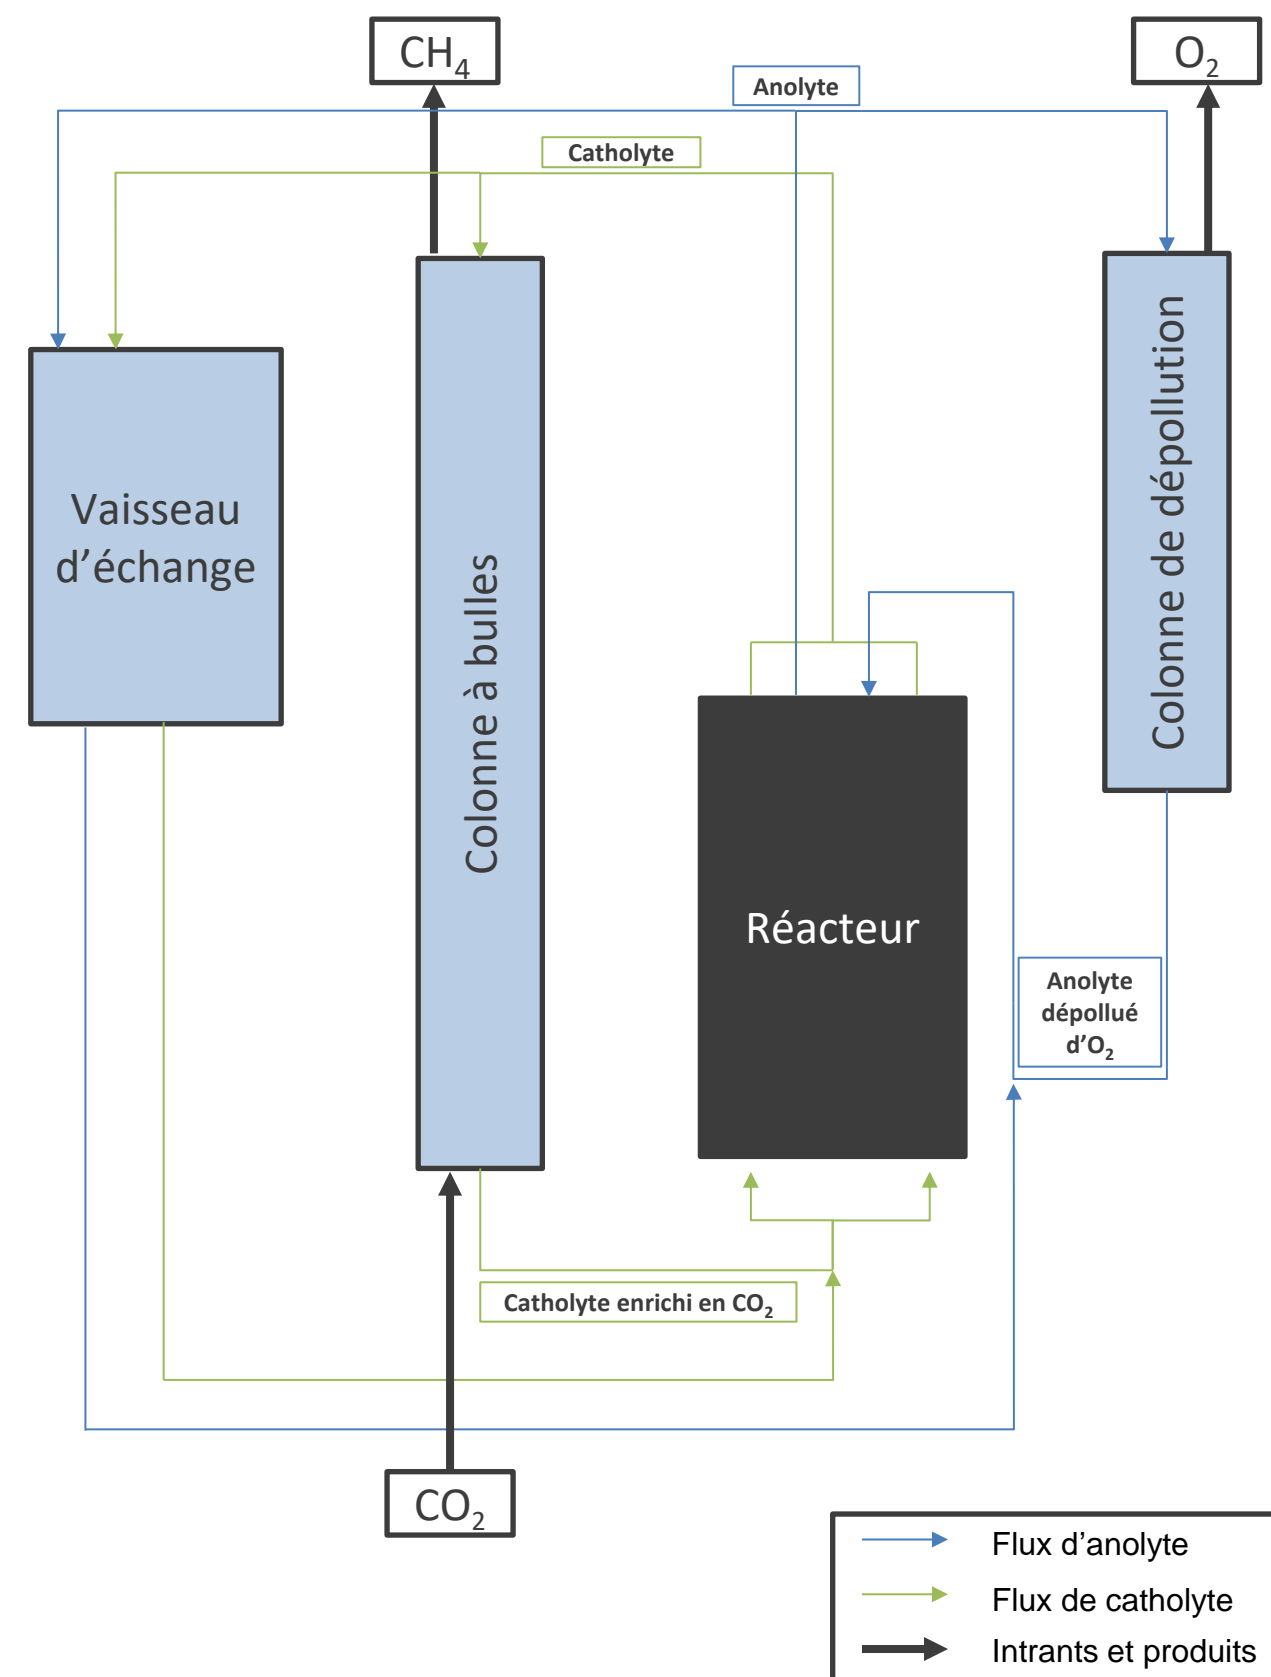 CH₄
O₂
Anolyte
Catholyte
Vaisseau
d’échange
Colonne à bulles
Colonne de dépollution
Réacteur
Anolyte
dépollué
d’O₂
Catholyte enrichi en CO₂
CO₂
Flux d’anolyte
Flux de catholyte
Intrants et produits